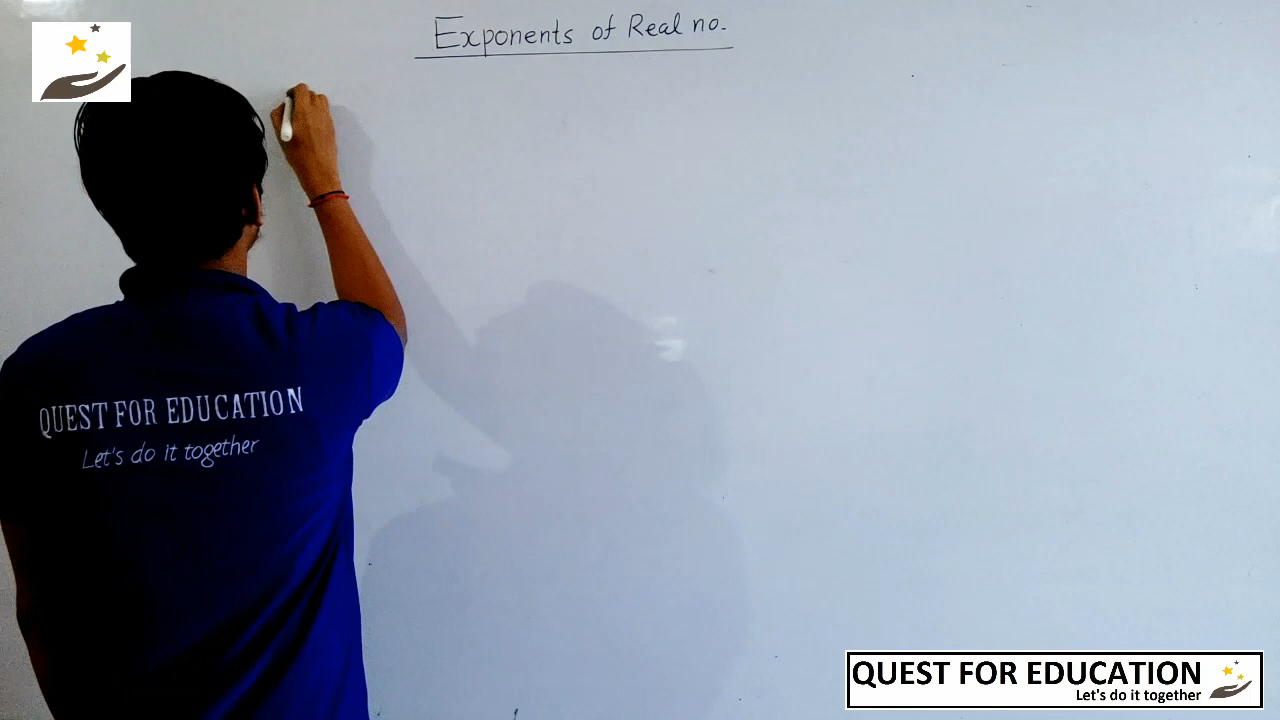 Exponents of Real no.
QUEST FOR EDUCATION
Let's do it together
QUEST FOR EDUCATION
Let's do it together